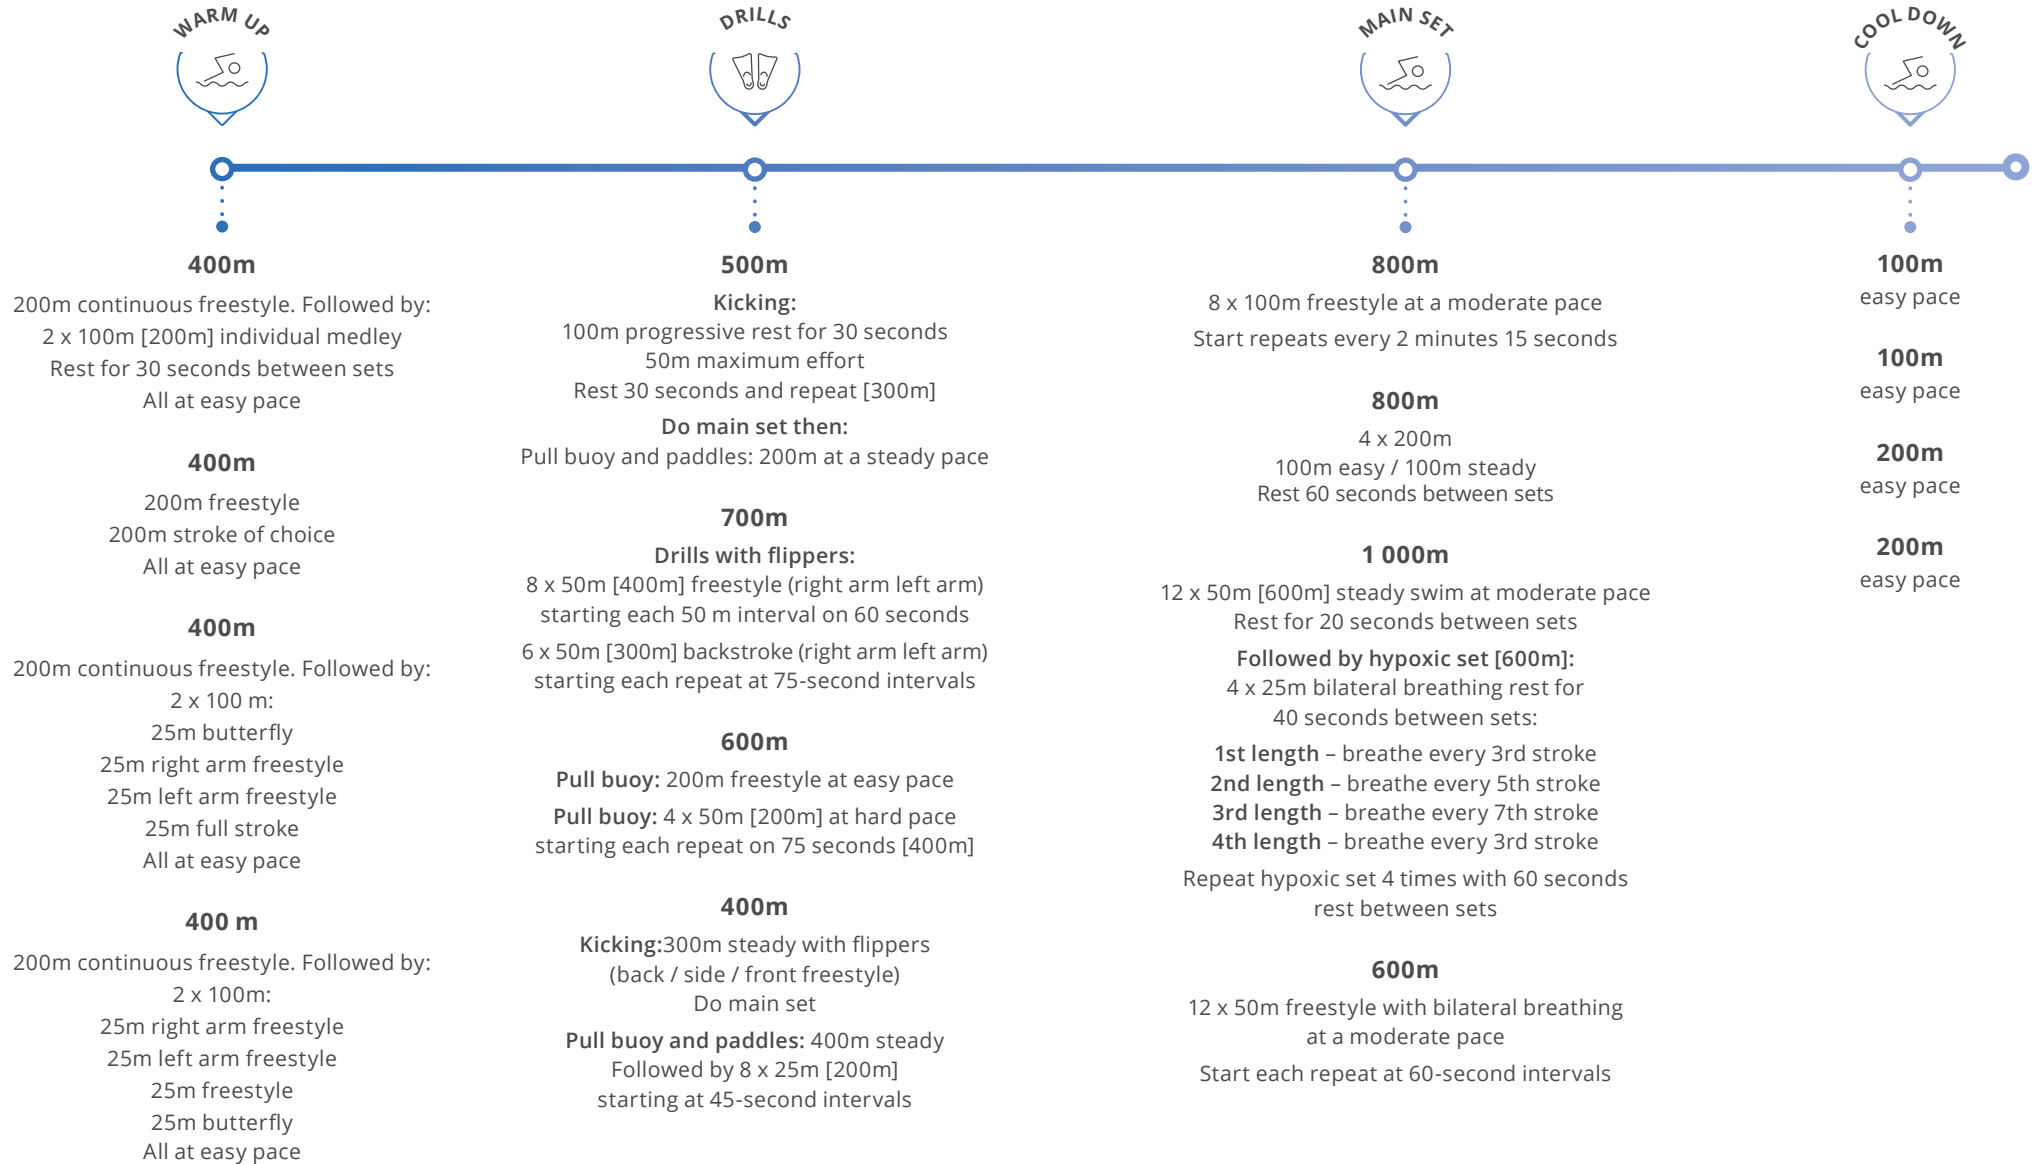 WARM UP
400m
200m continuous freestyle. Followed by:
2 x 100m [200m] individual medley
Rest for 30 seconds between sets
All at easy pace
400m
200m freestyle
200m stroke of choice
All at easy pace
400m
200m continuous freestyle. Followed by:
2 x 100 m:
25m butterfly
25m right arm freestyle
25m left arm freestyle
25m full stroke
All at easy pace
400 m
200m continuous freestyle. Followed by:
2 x 100m:
25m right arm freestyle
25m left arm freestyle
25m freestyle
25m butterfly
All at easy pace
DRILLS
500m
Kicking:
100m progressive rest for 30 seconds
50m maximum effort
Rest 30 seconds and repeat [300m]
Do main set then:
Pull buoy and paddles: 200m at a steady pace
700m
Drills with flippers:
8 x 50m [400m] freestyle (right arm left arm)
starting each 50 m interval on 60 seconds
6 x 50m [300m] backstroke (right arm left arm)
starting each repeat at 75-second intervals
600m
Pull buoy: 200m freestyle at easy pace
Pull buoy: 4 x 50m [200m] at hard pace
starting each repeat on 75 seconds [400m]
400m
Kicking:300m steady with flippers
(back / side / front freestyle)
Do main set
Pull buoy and paddles: 400m steady
Followed by 8 x 25m [200m]
starting at 45-second intervals
MAIN SET
800m
8 x 100m freestyle at a moderate pace
Start repeats every 2 minutes 15 seconds
800m
4 x 200m
100m easy / 100m steady
Rest 60 seconds between sets
1 000m
12 x 50m [600m] steady swim at moderate pace
Rest for 20 seconds between sets
Followed by hypoxic set [600m]:
4 x 25m bilateral breathing rest for
40 seconds between sets:
1st length – breathe every 3rd stroke
2nd length – breathe every 5th stroke
3rd length – breathe every 7th stroke
4th length – breathe every 3rd stroke
Repeat hypoxic set 4 times with 60 seconds
rest between sets
600m
12 x 50m freestyle with bilateral breathing
at a moderate pace
Start each repeat at 60-second intervals
COOL DOWN
100m
easy pace
100m
easy pace
200m
easy pace
200m
easy pace